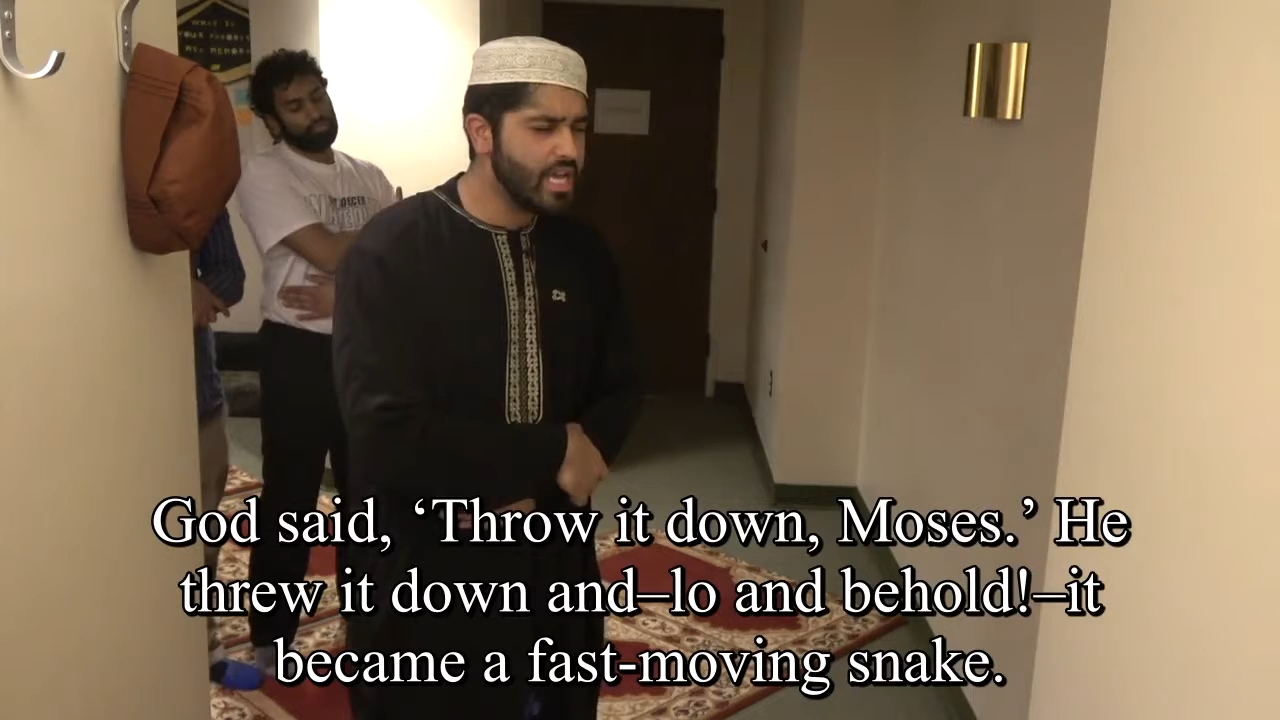 God said, ‘Throw it down, Moses.’ He
threw it down and–lo and behold!–it
became a fast-moving snake.